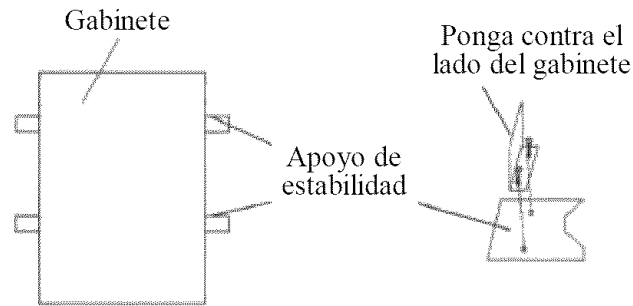 Gabinete
Ponga contra el
lado del gabinete
Apoyo de
estabilidad